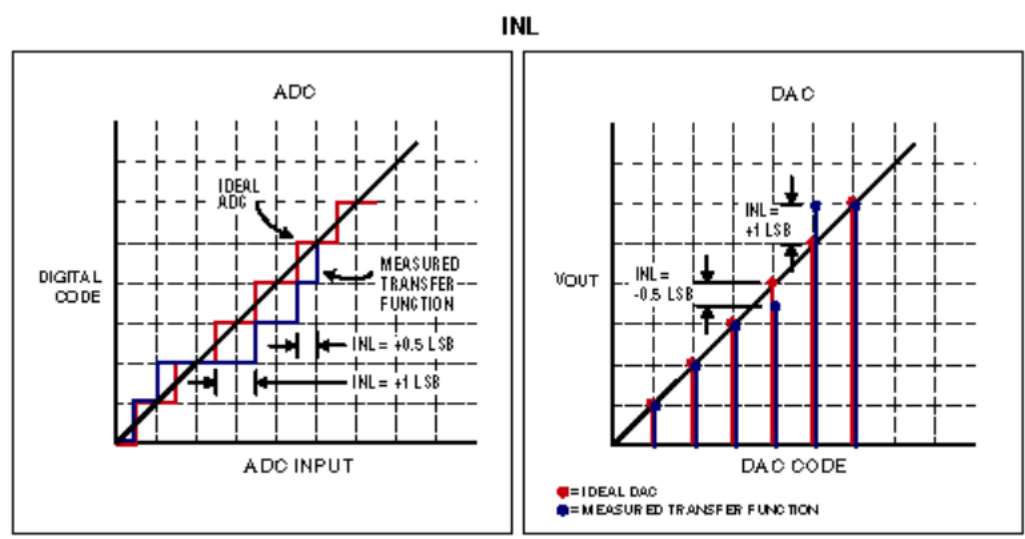 INL
ADC
IDEAL
ADC
MEASURED
TRANSFER
FUNCTION
DIGITAL
CODE
INL = +0.5 LSB
INL = +1 LSB
ADC INPUT
DAC
INL =
+1 LSB
INL =
-0.5 LSB
VOUT
DAC CODE
= IDEAL DAC
= MEASURED TRANSFER FUNCTION